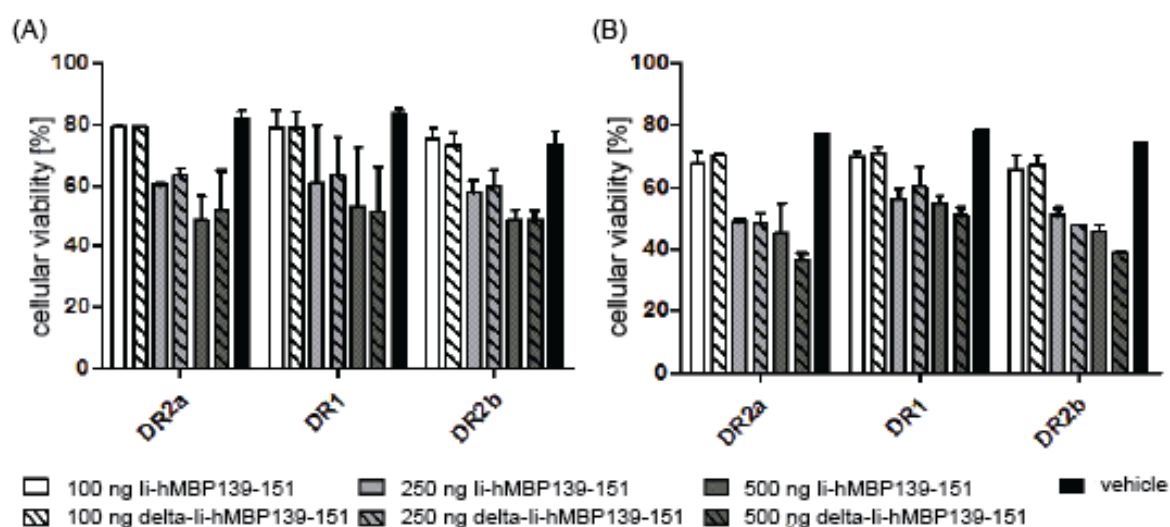 (A)
(B)
cellular viability [%]
100
80
60
40
20
0
DR2a
DR1
DR2b
cellular viability [%]
100
80
60
40
20
0
DR2a
DR1
DR2b
100 ng Ii-hMBP139-151
250 ng Ii-hMBP139-151
500 ng Ii-hMBP139-151
vehicle
100 ng delta-Ii-hMBP139-151
250 ng delta-Ii-hMBP139-151
500 ng delta-Ii-hMBP139-151